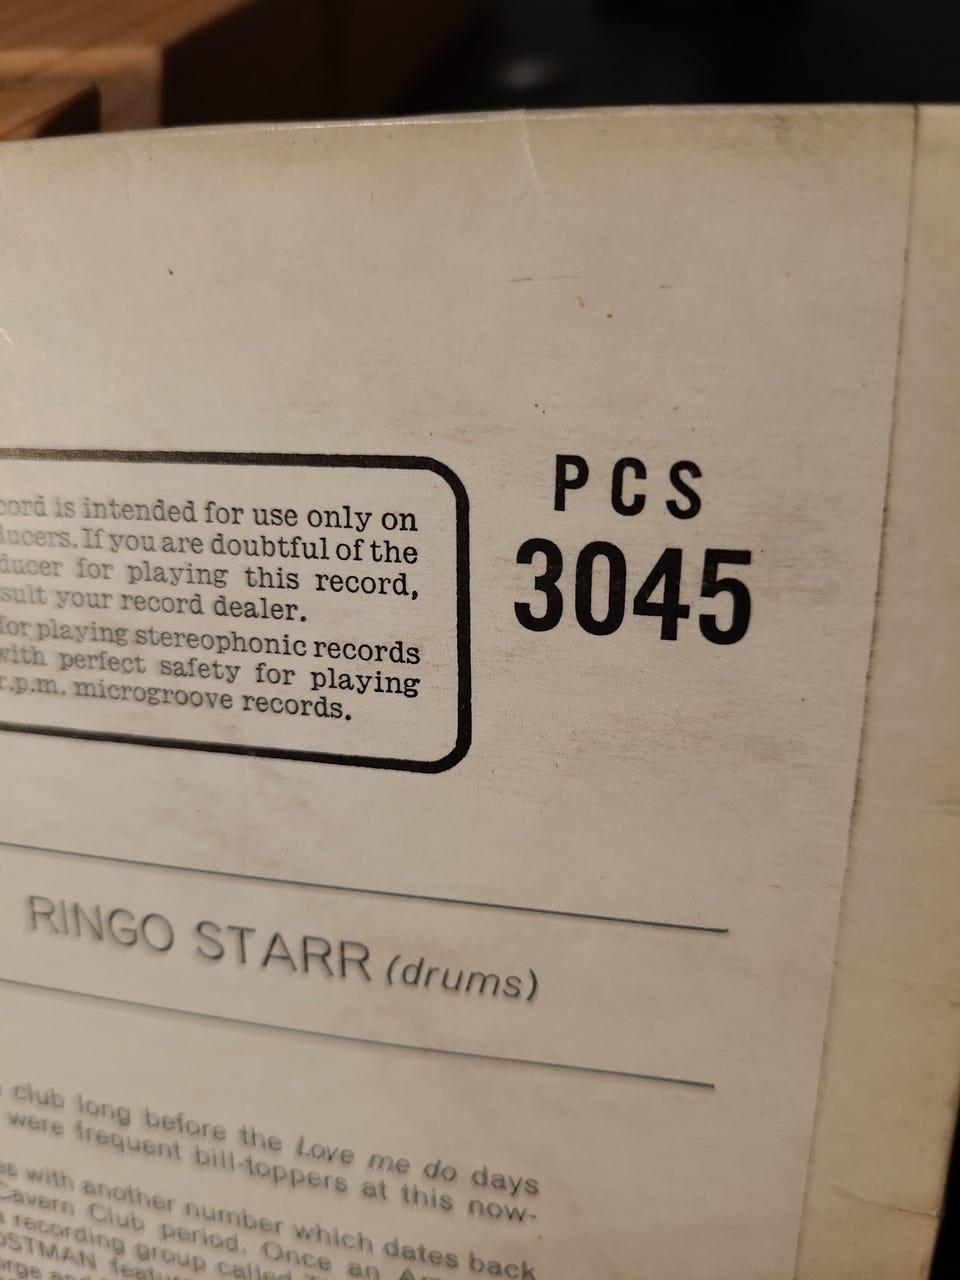 cord is intended for use only on
ducers. If you are doubtful of the
ducer for playing this record,
sult your record dealer.
for playing stereophonic records
with perfect safety for playing
r.p.m. microgroove records.
PCS
3045
RINGO STARR (drums)
club long before the Love me do days
were frequent bill-toppers at this now-
es with another number which dates back
Cavern Club period. Once an
recording group called
OSTMAN